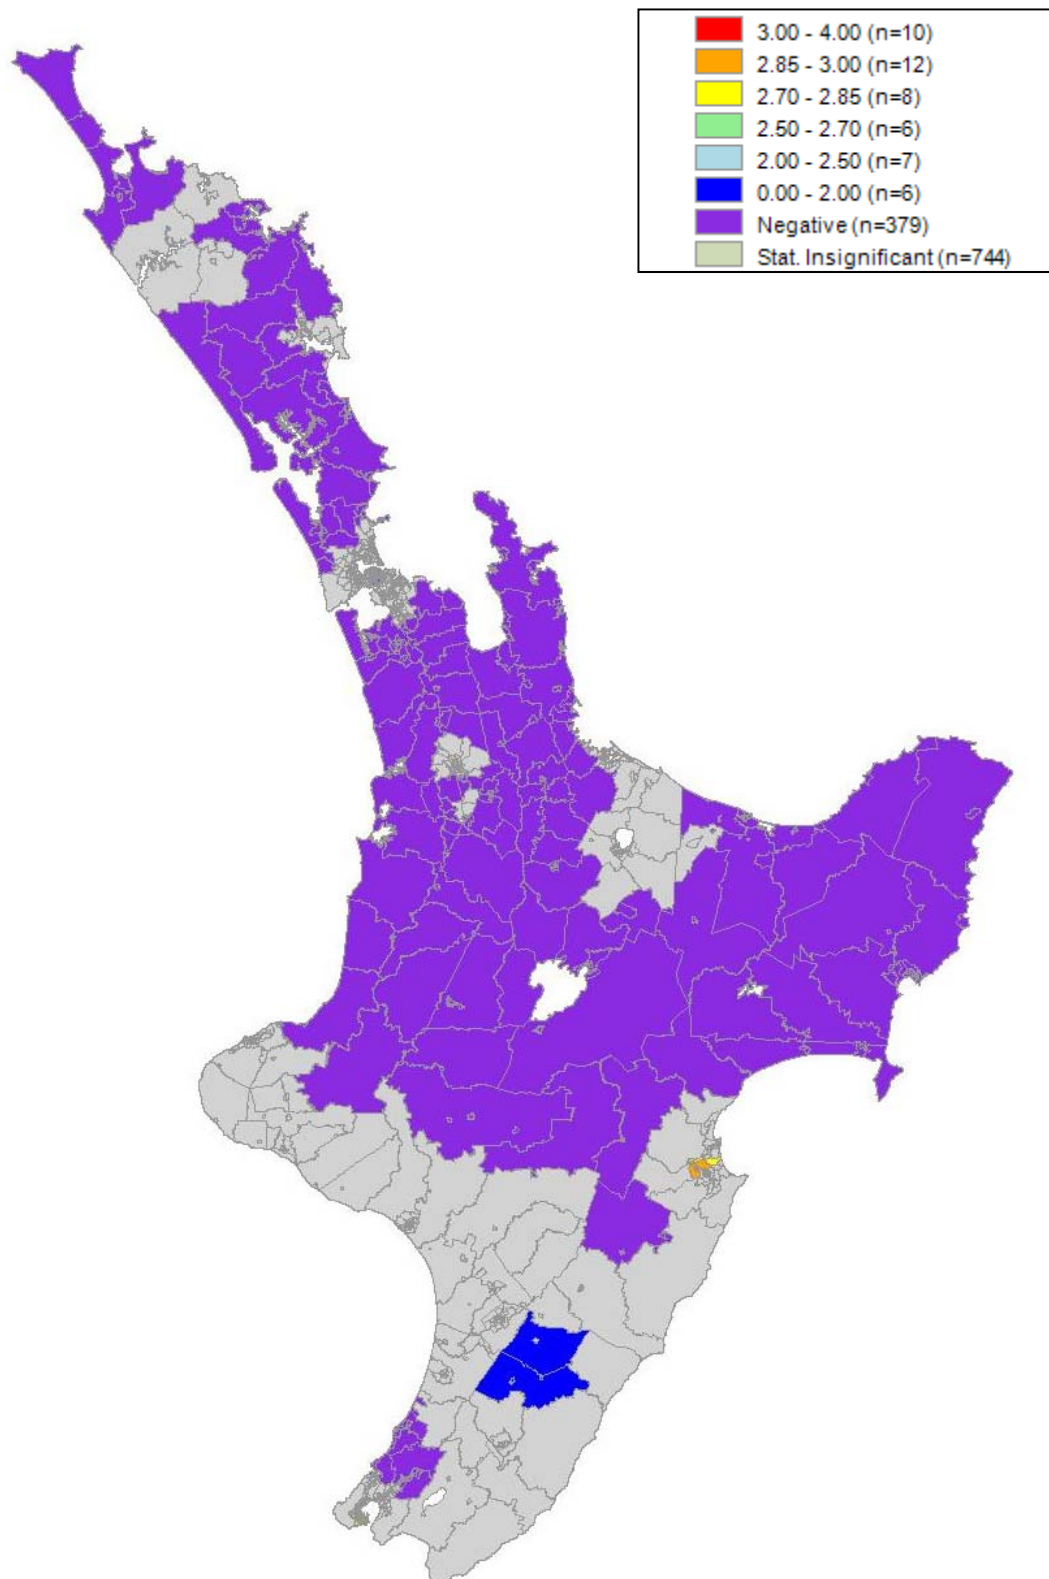 3.00 - 4.00 (n=10)
2.85 - 3.00 (n=12)
2.70 - 2.85 (n=8)
2.50 - 2.70 (n=6)
2.00 - 2.50 (n=7)
0.00 - 2.00 (n=6)
Negative (n=379)
Stat. Insignificant (n=744)